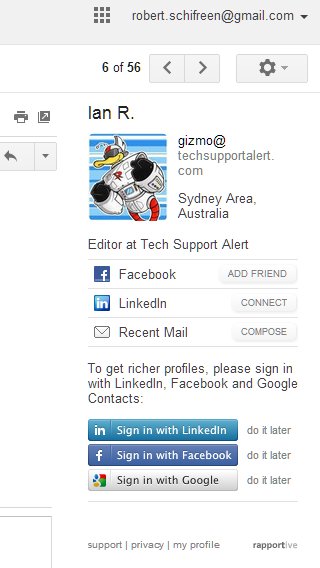 robert.schifreen@gmail.com
6 of 56
Ian R.
gizmo@
techsupportalert.
com
Sydney Area,
Australia
Editor at Tech Support Alert
Facebook ADD FRIEND
LinkedIn CONNECT
Recent Mail COMPOSE
To get richer profiles, please sign in
with LinkedIn, Facebook and Google
Contacts:
in Sign in with LinkedIn do it later
f Sign in with Facebook do it later
g Sign in with Google do it later
support | privacy | my profile rapportive